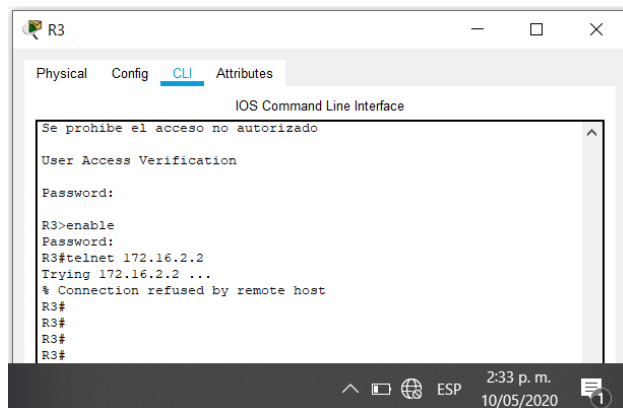 R3
Physical Config CLI Attributes
IOS Command Line Interface
Se prohibe el acceso no autorizado
User Access Verification
Password:
R3>enable
Password:
R3#telnet 172.16.2.2
Trying 172.16.2.2 ...
% Connection refused by remote host
R3#
R3#
R3#
R3#
ESP
2:33 p. m.
10/05/2020
1